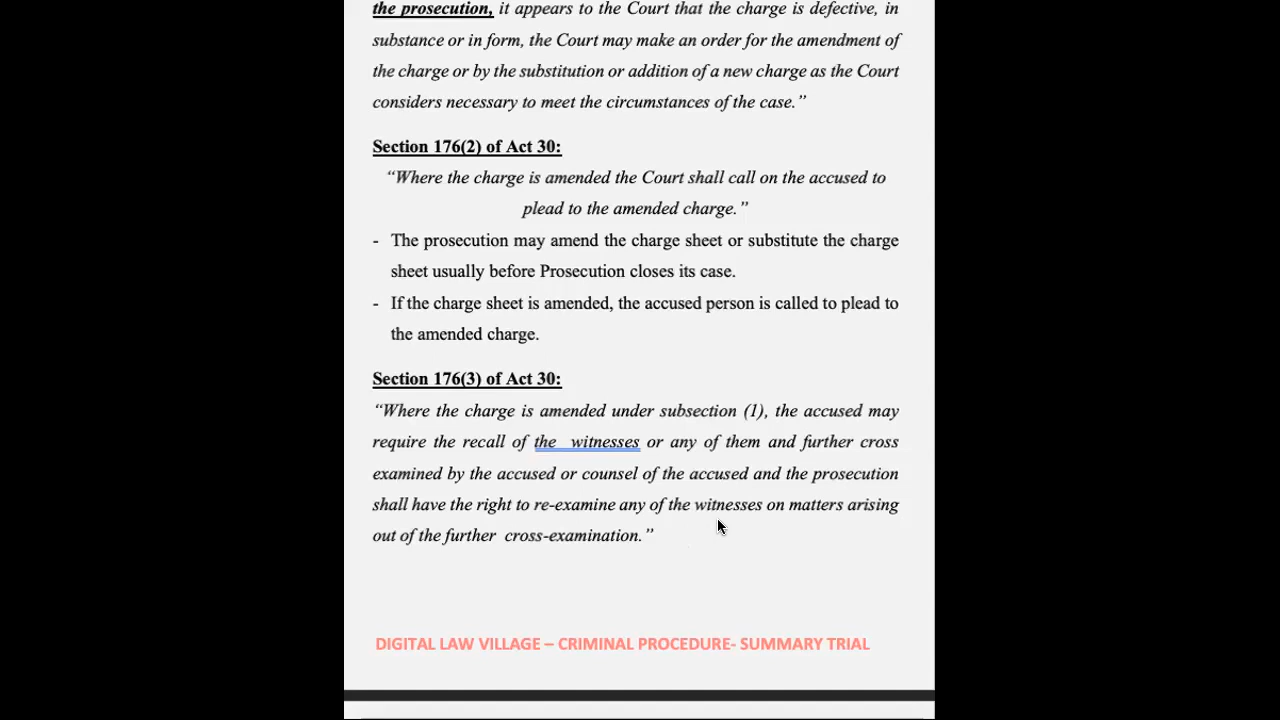 the prosecution, it appears to the Court that the charge is defective, in
substance or in form, the Court may make an order for the amendment of
the charge or by the substitution or addition of a new charge as the Court
considers necessary to meet the circumstances of the case.”
Section 176(2) of Act 30:
“Where the charge is amended the Court shall call on the accused to
plead to the amended charge.”
- The prosecution may amend the charge sheet or substitute the charge
sheet usually before Prosecution closes its case.
- If the charge sheet is amended, the accused person is called to plead to
the amended charge.
Section 176(3) of Act 30:
“Where the charge is amended under subsection (1), the accused may
require the recall of the  witnesses or any of them and further cross
examined by the accused or counsel of the accused and the prosecution
shall have the right to re-examine any of the witnesses on matters arising
out of the further  cross-examination.”
DIGITAL LAW VILLAGE – CRIMINAL PROCEDURE- SUMMARY TRIAL